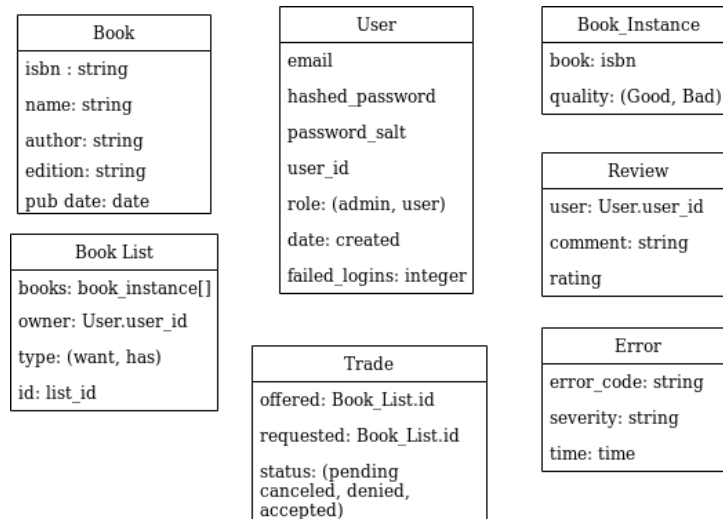 Book
isbn : string
name: string
author: string
edition: string
pub date: date
Book List
books: book_instance[]
owner: User.user_id
type: (want, has)
id: list_id
User
email
hashed_password
password_salt
user_id
role: (admin, user)
date: created
failed_logins: integer
Trade
offered: Book_List.id
requested: Book_List.id
status: (pending
canceled, denied,
accepted)
Book_Instance
book: isbn
quality: (Good, Bad)
Review
user: User.user_id
comment: string
rating
Error
error_code: string
severity: string
time: time